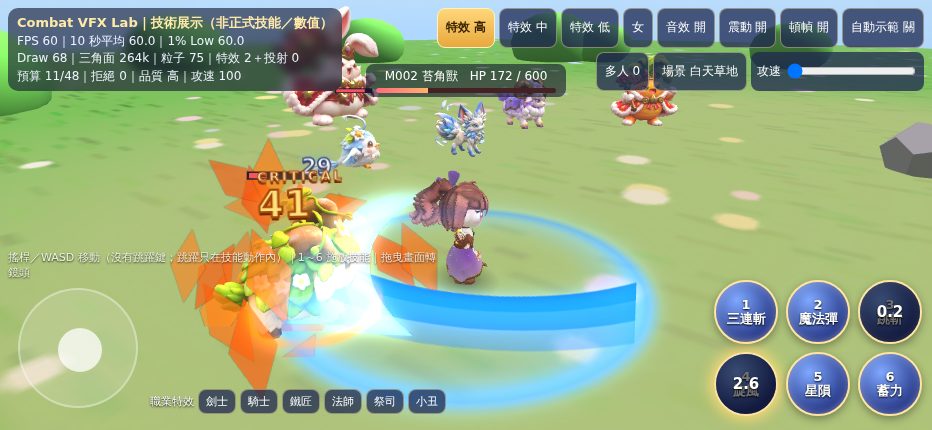 Combat VFX Lab｜技術展示（非正式技能／數值）
FPS 60｜10 秒平均 60.0｜1% Low 60.0
Draw 68｜三角面 264k｜粒子 75｜特效 2＋投射 0
預算 11/48｜拒絕 0｜品質 高｜攻速 100
特效 高
特效 中
特效 低
女
音效 開
震動 開
頓幀 開
自動示範 關
多人 0
場景 白天草地
攻速
M002 苔角獸 HP 172 / 600
29
CRITICAL
41
搖桿／WASD 移動（沒有跳躍鍵；跳躍只在技能動作內）｜1～6 施放技能｜拖曳畫面轉
鏡頭
1
三連斬
2
魔法彈
3
0.2
4
2.6
旋風
5
星隕
6
蓄力
職業特效
劍士
騎士
鐵匠
法師
祭司
小丑